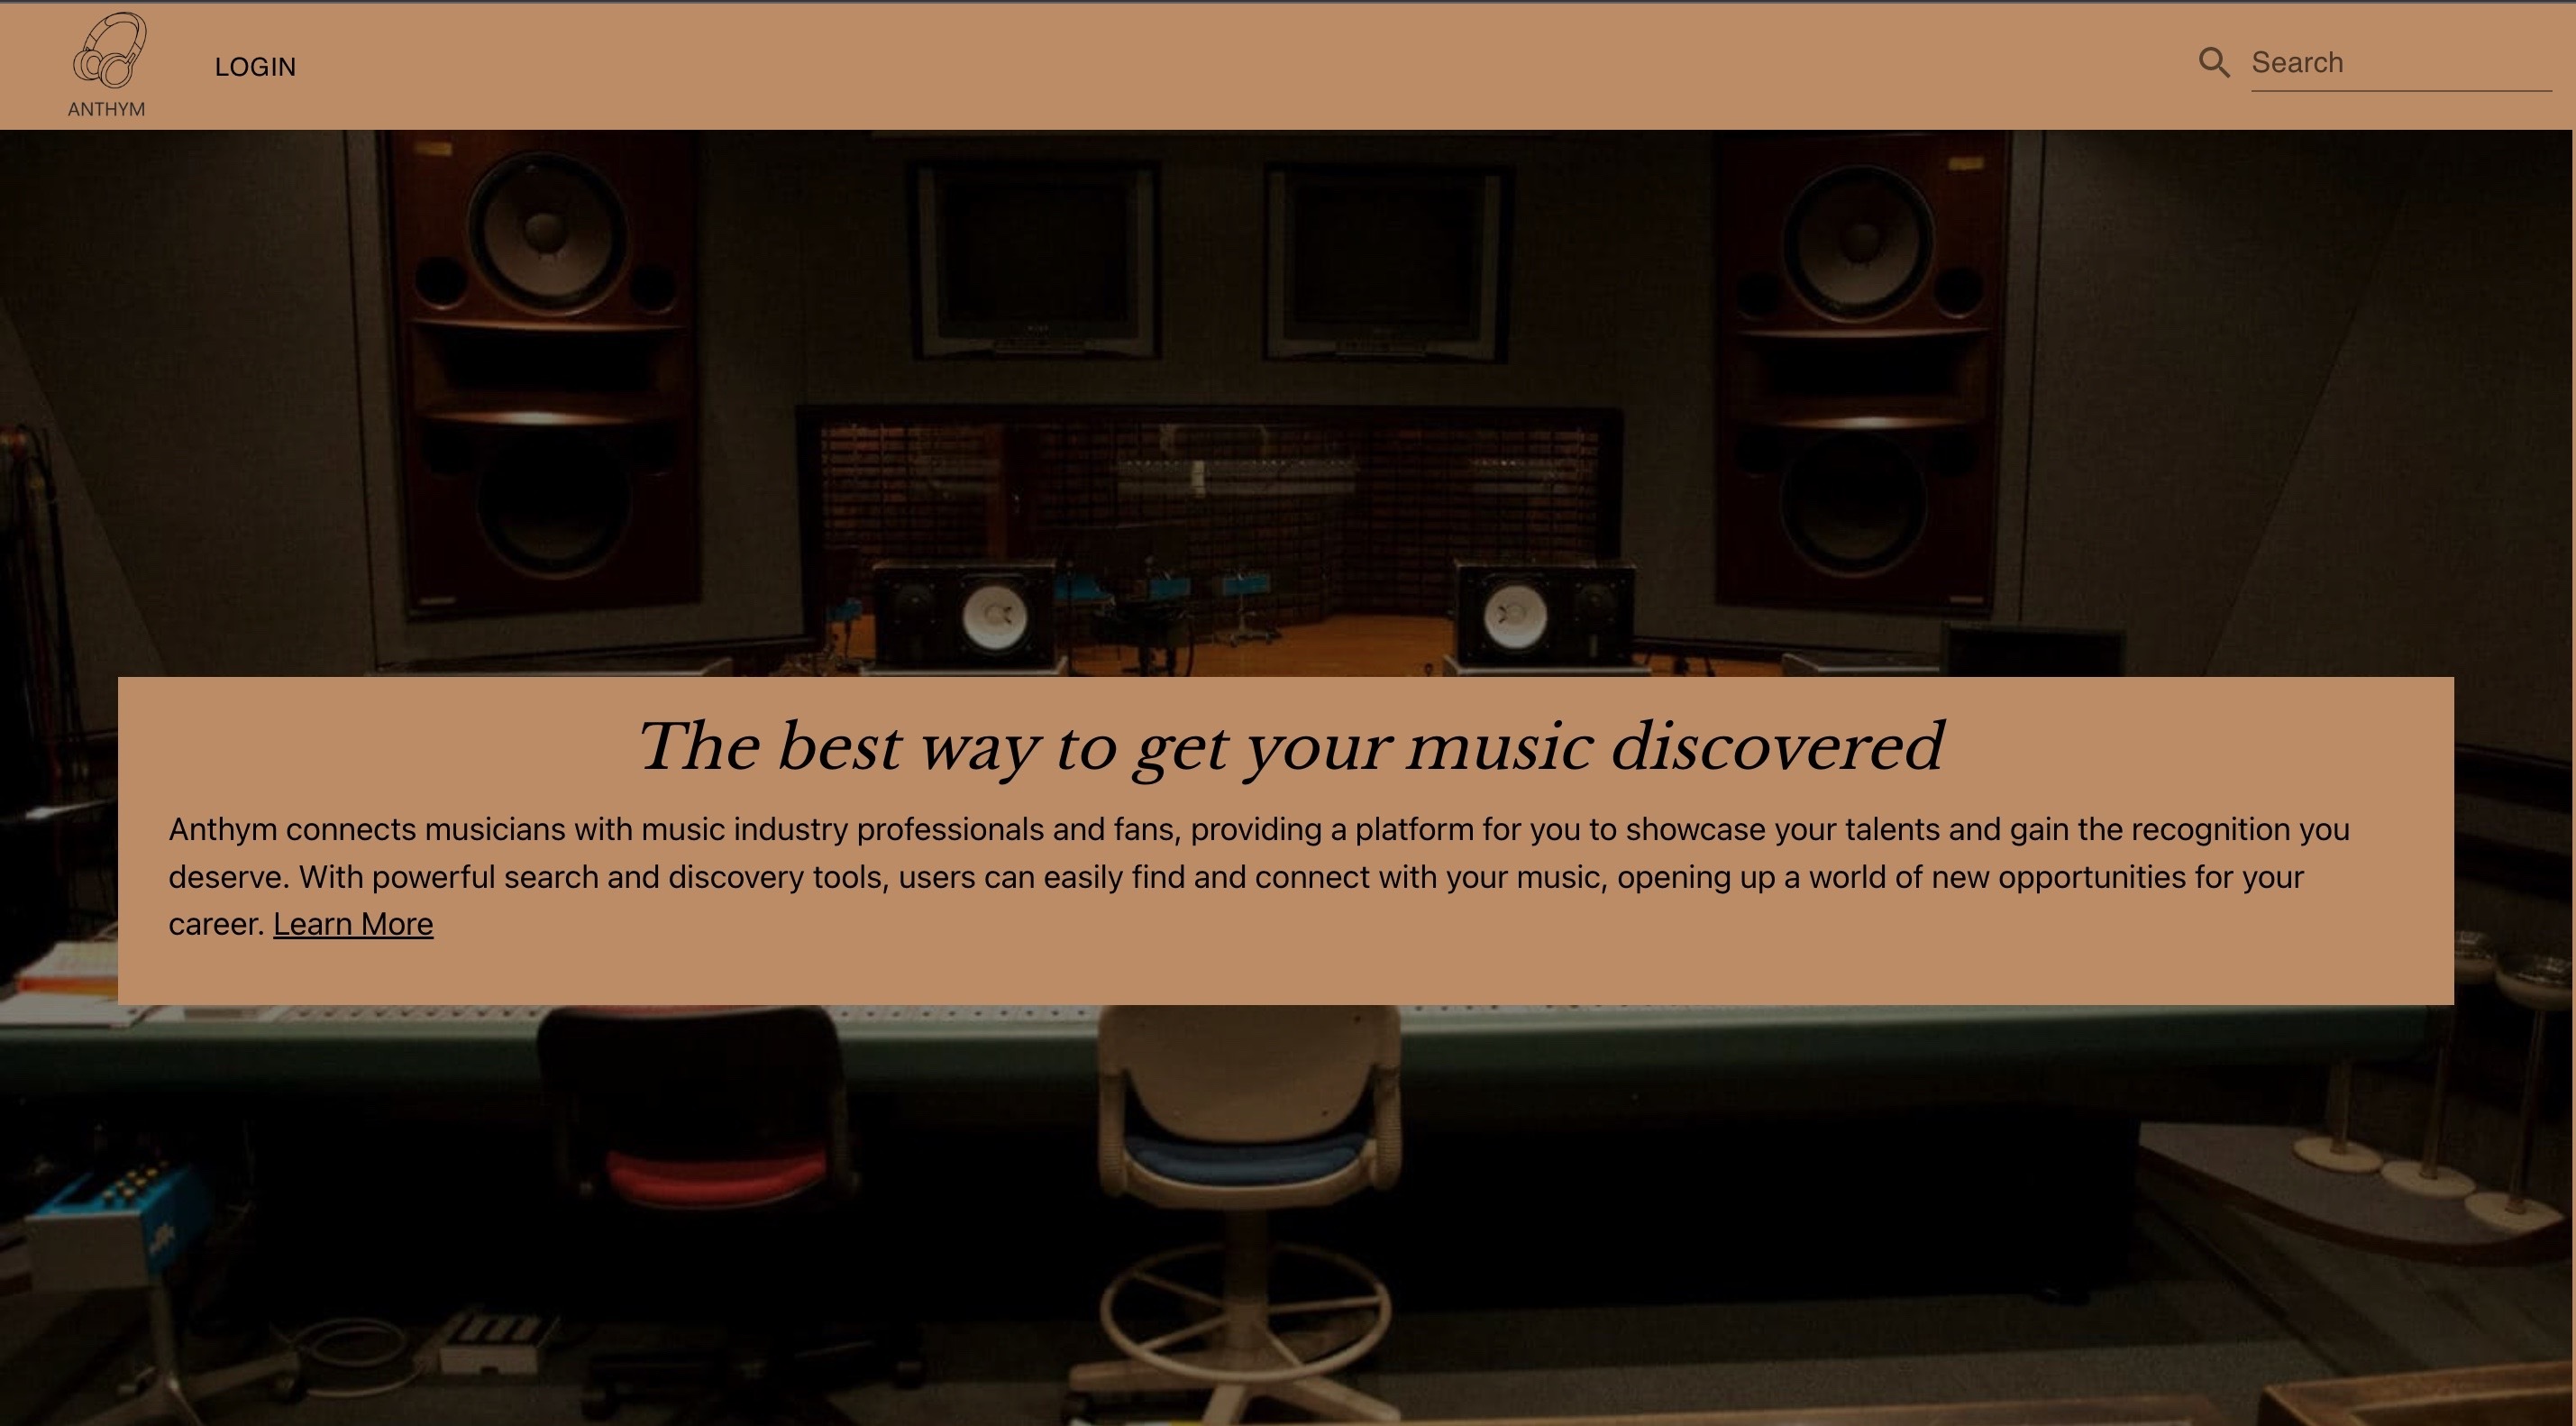 ANTHYM
LOGIN
Search
The best way to get your music discovered
Anthym connects musicians with music industry professionals and fans, providing a platform for you to showcase your talents and gain the recognition you
deserve. With powerful search and discovery tools, users can easily find and connect with your music, opening up a world of new opportunities for your
career. Learn More